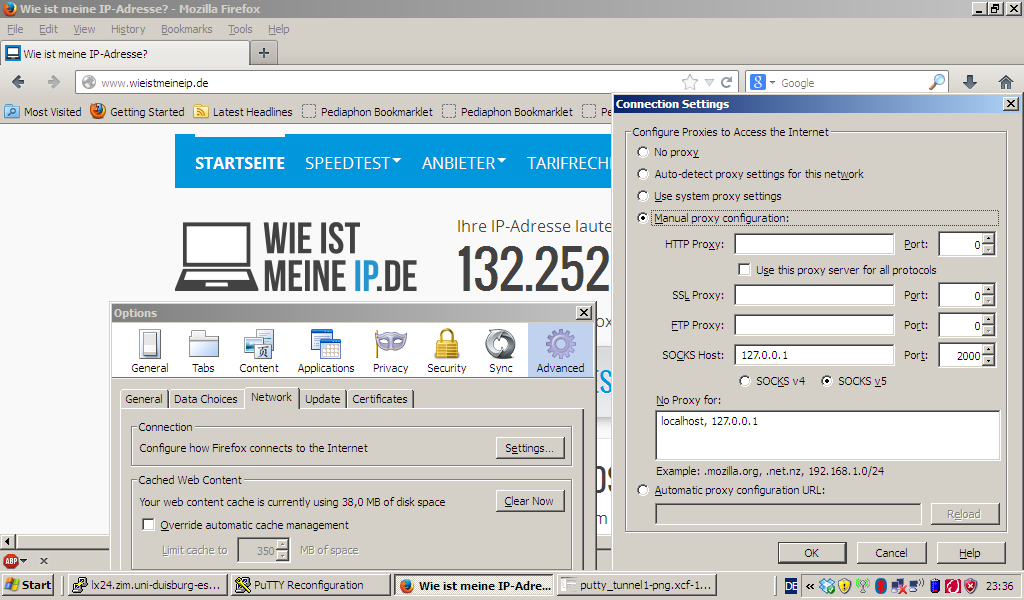 Wie ist meine IP-Adresse? - Mozilla Firefox
File Edit View History Bookmarks Tools Help
Wie ist meine IP-Adresse?
www.wieistmeineip.de
Google
Most Visited Getting Started Latest Headlines Pediaphon Bookmarklet Pediaphon Bookmarklet Pe
STARTSEITE SPEEDTEST ANBIETER TARIFRECH
WIE IST
MEINE IP.DE
Ihre IP-Adresse laute
132.252
Options
General Tabs Content Applications Privacy Security Sync Advanced
General Data Choices Network Update Certificates
Connection
Configure how Firefox connects to the Internet Settings...
Cached Web Content
Your web content cache is currently using 38,0 MB of disk space Clear Now
Override automatic cache management
Limit cache to 350 MB of space
Connection Settings
Configure Proxies to Access the Internet
No proxy
Auto-detect proxy settings for this network
Use system proxy settings
Manual proxy configuration:
HTTP Proxy: Port: 0
Use this proxy server for all protocols
SSL Proxy: Port: 0
FTP Proxy: Port: 0
SOCKS Host: 127.0.0.1 Port: 2000
SOCKS v4 SOCKS v5
No Proxy for:
localhost, 127.0.0.1
Example: .mozilla.org, .net.nz, 192.168.1.0/24
Automatic proxy configuration URL:
Reload
OK Cancel Help
ABP
Start lx24.zim.uni-duisburg-es... PuTTY Reconfiguration Wie ist meine IP-Adre... putty_tunnel1-png.xcf-1... DE 23:36